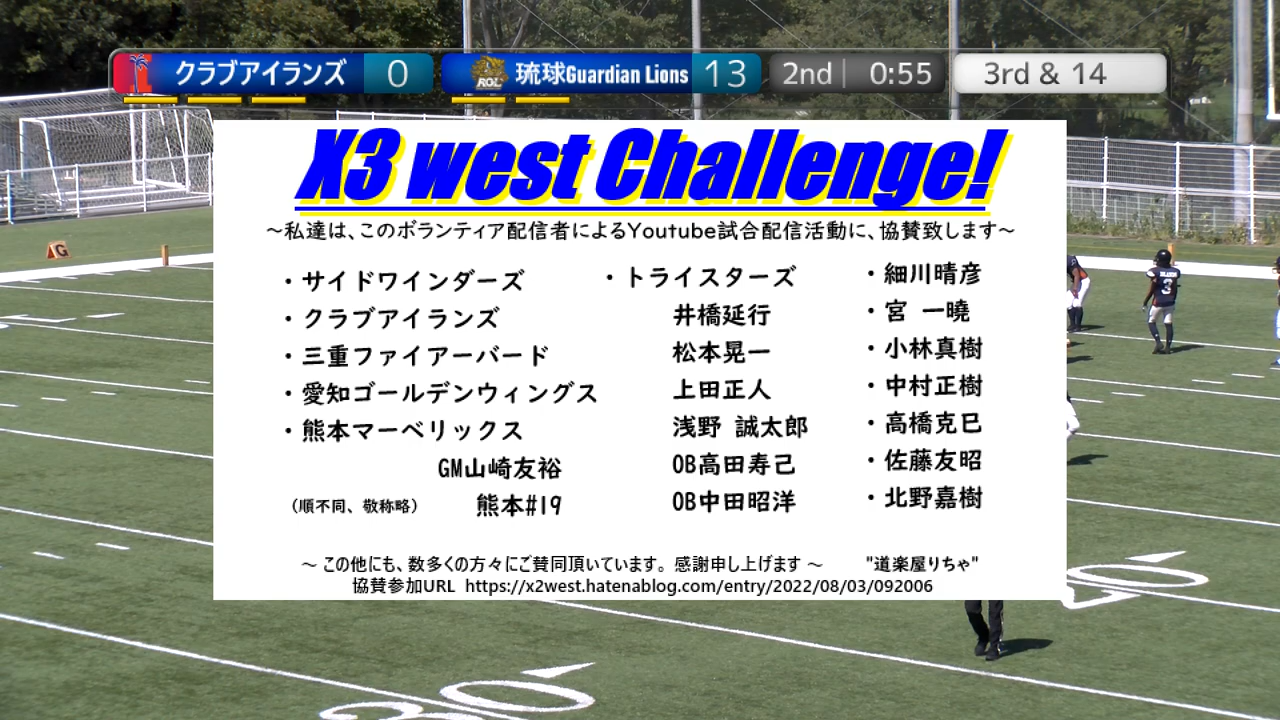 クラブアイランズ 0 ROL 琉球Guardian Lions 13 2nd | 0:55 3rd & 14
X3 west Challenge!
～私達は、このボランティア配信者によるYoutube試合配信活動に、協賛致します～
・サイドワインダーズ
・クラブアイランズ
・三重ファイアーバード
・愛知ゴールデンウィングス
・熊本マーベリックス
GM山崎友裕
熊本#19
（順不同、敬称略）
・トライスターズ
井橋延行
松本晃一
上田正人
浅野 誠太郎
OB高田寿己
OB中田昭洋
・細川晴彦
・宮 一曉
・小林真樹
・中村正樹
・高橋克巳
・佐藤友昭
・北野嘉樹
～ この他にも、数多くの方々にご賛同頂いています。感謝申し上げます ～ "道楽屋りちゃ"
協賛参加URL https://x2west.hatenablog.com/entry/2022/08/03/092006
G
3